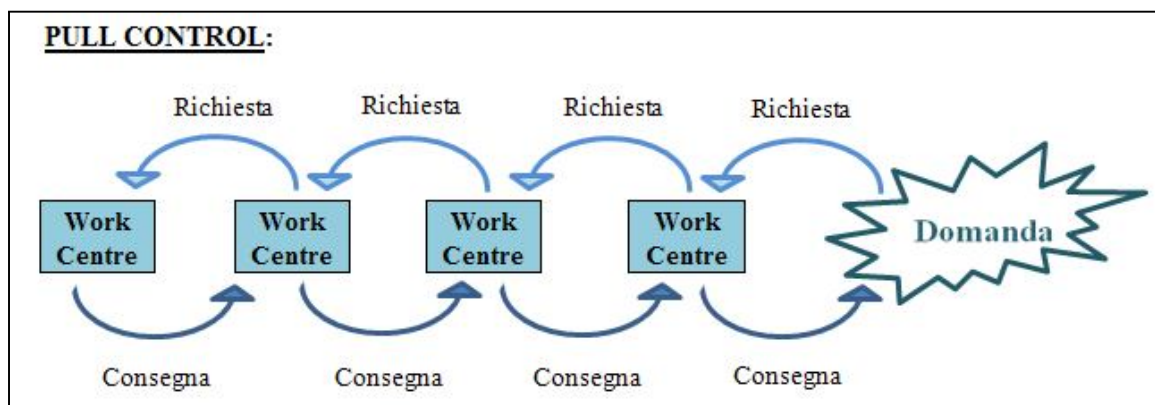 PULL CONTROL:
Richiesta
Richiesta
Richiesta
Richiesta
Work
Centre
Work
Centre
Work
Centre
Work
Centre
Domanda
Consegna
Consegna
Consegna
Consegna